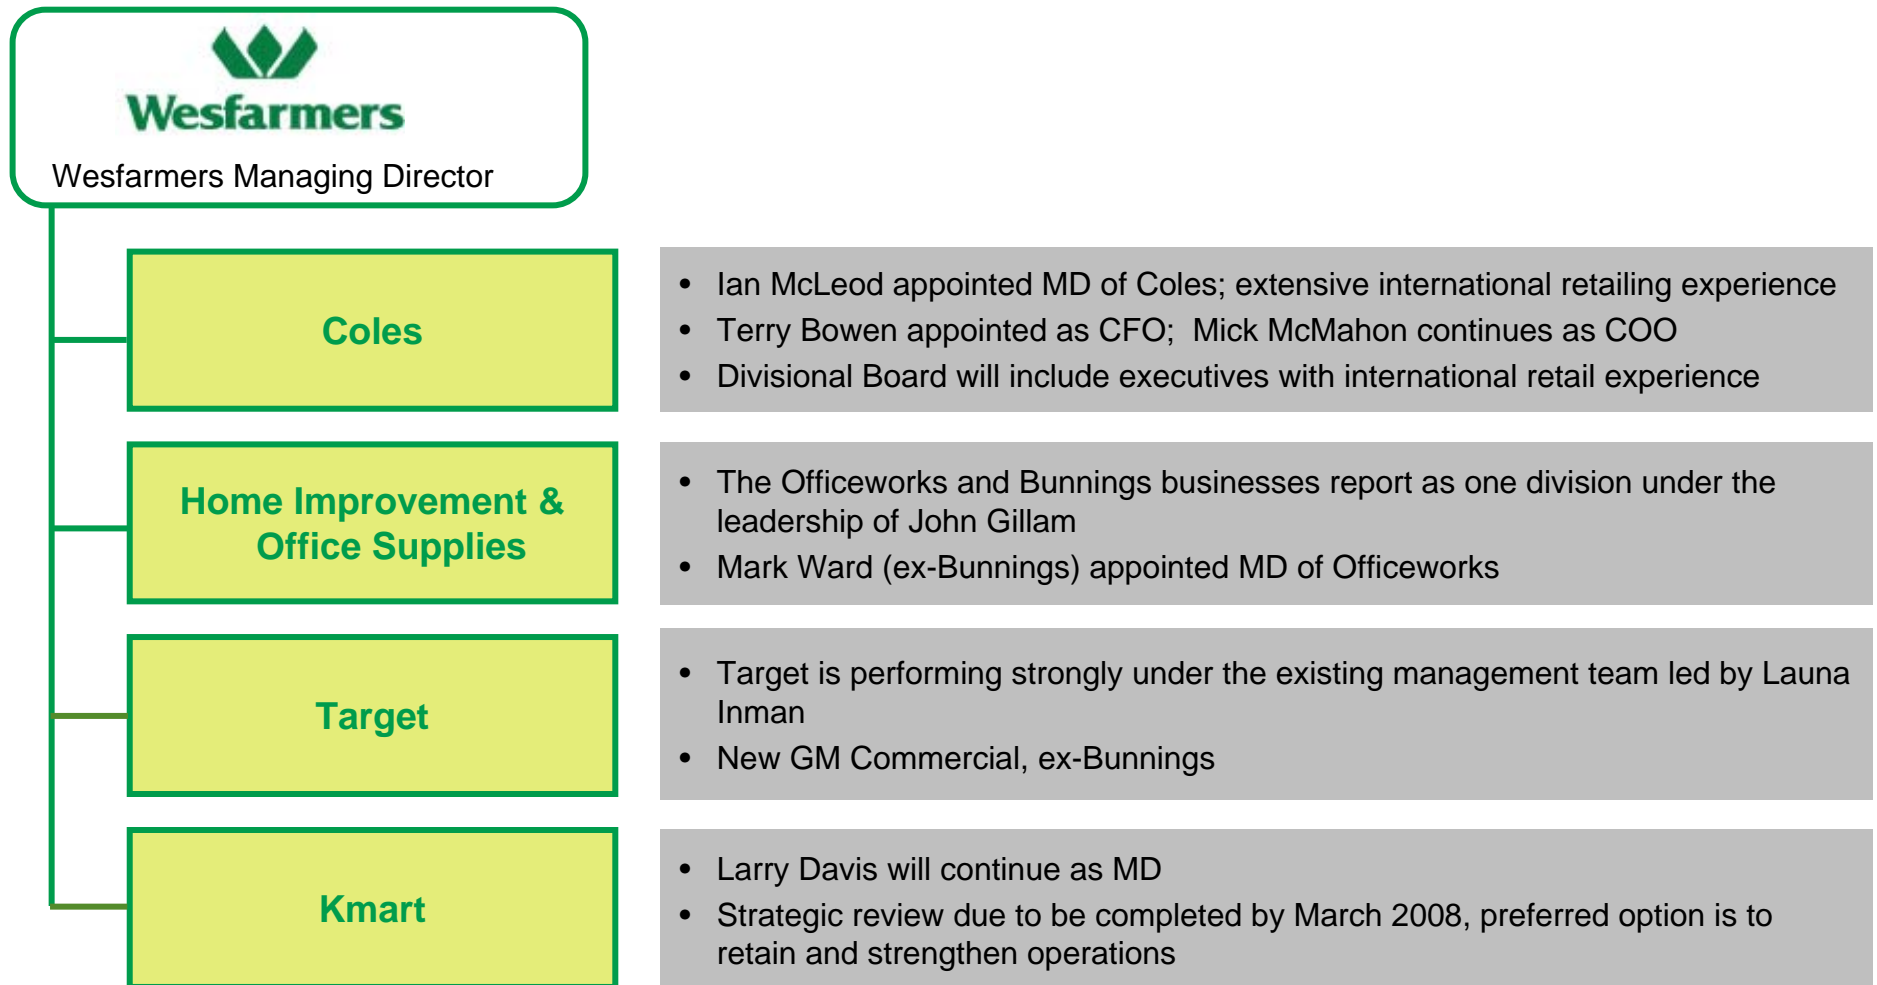 Wesfarmers
Wesfarmers Managing Director
Coles
• Ian McLeod appointed MD of Coles; extensive international retailing experience
• Terry Bowen appointed as CFO;  Mick McMahon continues as COO
• Divisional Board will include executives with international retail experience
Home Improvement &
Office Supplies
• The Officeworks and Bunnings businesses report as one division under the
leadership of John Gillam
• Mark Ward (ex-Bunnings) appointed MD of Officeworks
Target
• Target is performing strongly under the existing management team led by Launa
Inman
• New GM Commercial, ex-Bunnings
Kmart
• Larry Davis will continue as MD
• Strategic review due to be completed by March 2008, preferred option is to
retain and strengthen operations